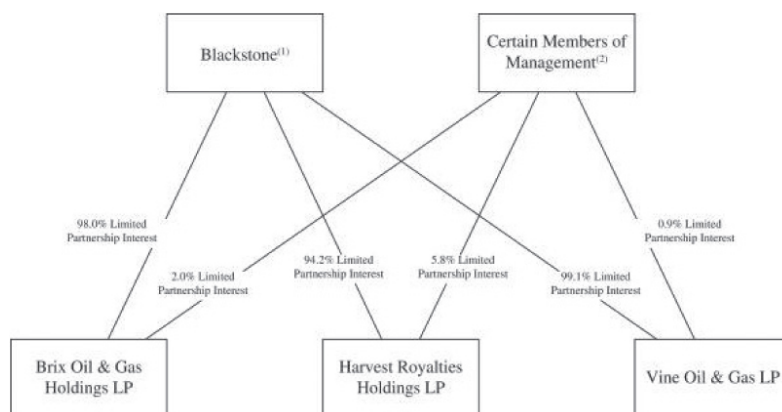 Blackstone(1)
Certain Members of
Management(2)
98.0% Limited
Partnership Interest
2.0% Limited
Partnership Interest
94.2% Limited
Partnership Interest
5.8% Limited
Partnership Interest
99.1% Limited
Partnership Interest
0.9% Limited
Partnership Interest
Brix Oil & Gas
Holdings LP
Harvest Royalties
Holdings LP
Vine Oil & Gas LP